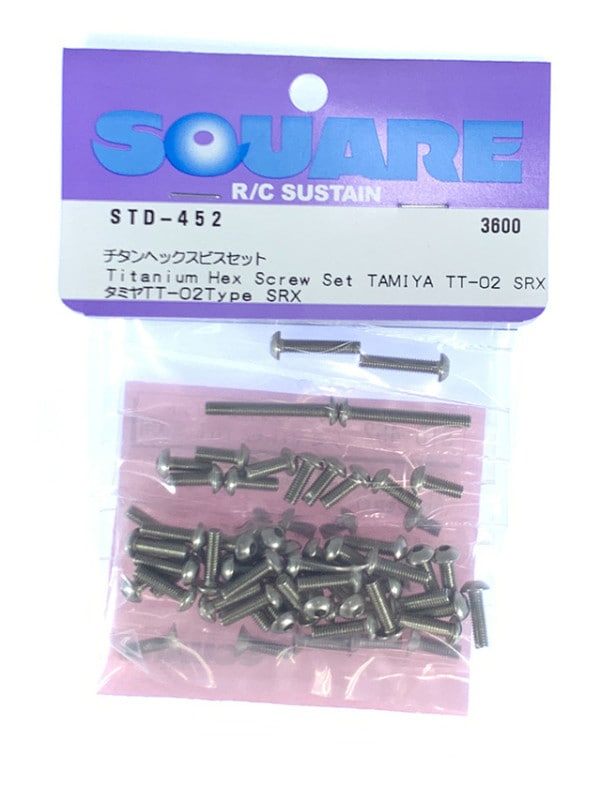 SQUARE
R/C SUSTAIN
STD-452 3600
チタンヘックスビスセット
Titanium Hex Screw Set TAMIYA TT-02 SRX
タミヤTT-02Type SRX